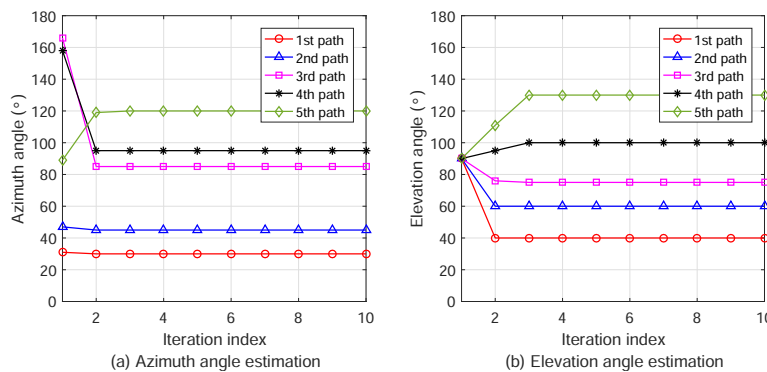 180
160
140
120
100
80
60
40
20
0
Azimuth angle (°)
1st path
2nd path
3rd path
4th path
5th path
2
4
6
8
10
Iteration index
(a) Azimuth angle estimation
180
160
140
120
100
80
60
40
20
0
Elevation angle (°)
1st path
2nd path
3rd path
4th path
5th path
2
4
6
8
10
Iteration index
(b) Elevation angle estimation